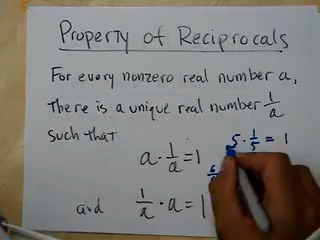 Property of Reciprocals
For every nonzero real number a,
there is a unique real number 1/a
such that
a · 1/a = 1
5 · 1/5 = 1
and 1/a · a = 1